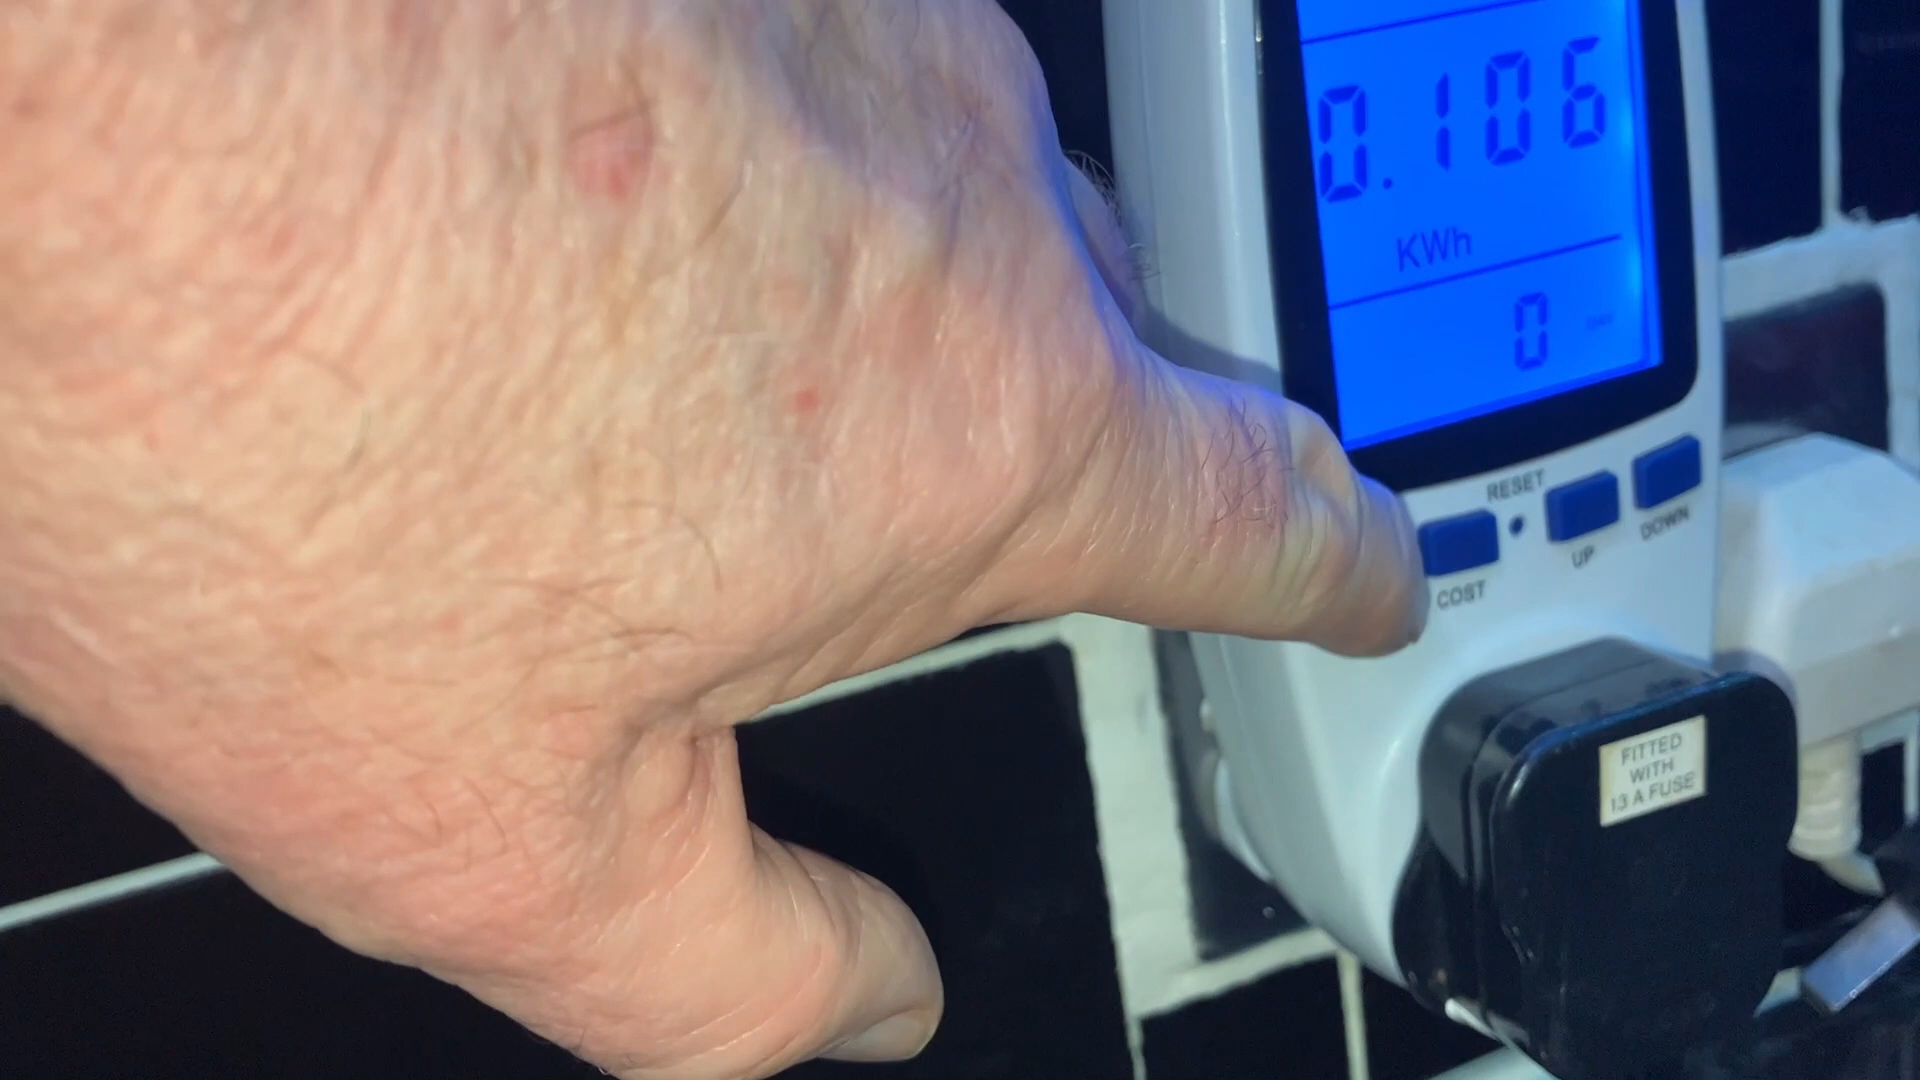 0.106
KWh
0
RESET
COST
UP
DOWN
FITTED
WITH
13 A FUSE